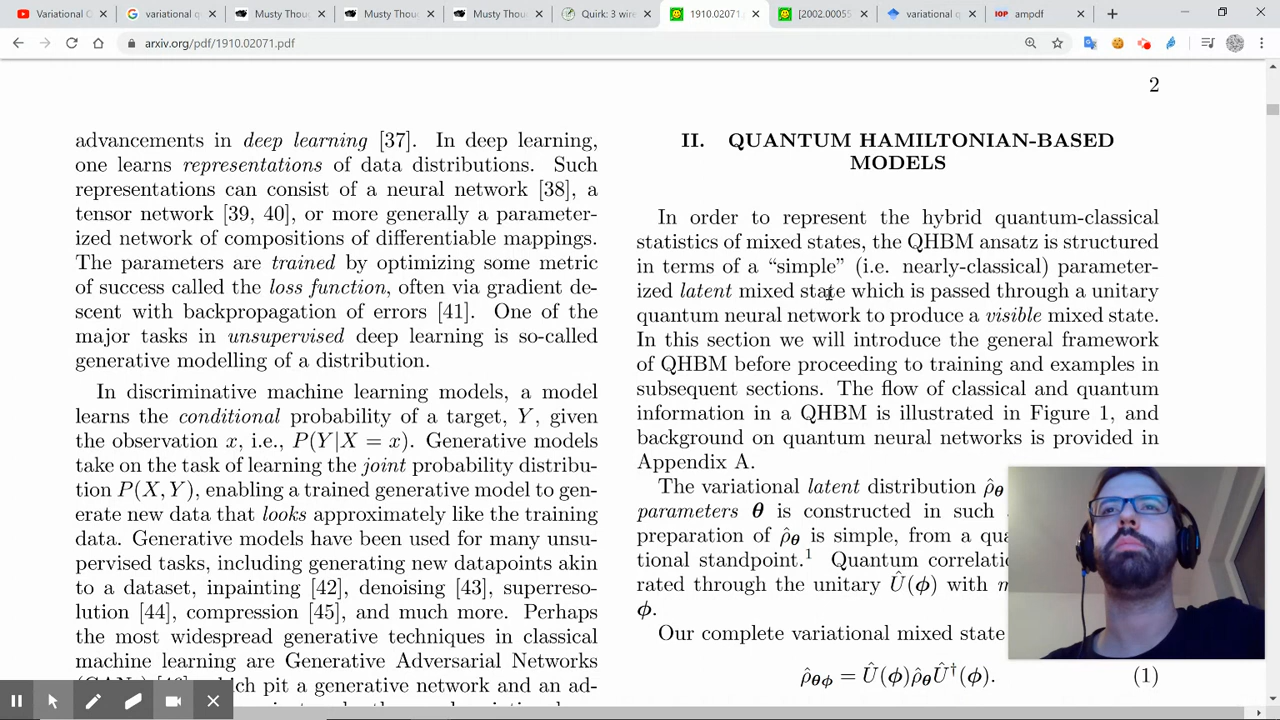 Variational C
variational q
Musty Thou
Musty Thou
Musty Thou
Quirk: 3 wire
1910.02071.
[2002.00055
variational q
IOP ampdf
arxiv.org/pdf/1910.02071.pdf
2
advancements in deep learning [37]. In deep learning,
one learns representations of data distributions. Such
representations can consist of a neural network [38], a
tensor network [39, 40], or more generally a parameter-
ized network of compositions of differentiable mappings.
The parameters are trained by optimizing some metric
of success called the loss function, often via gradient de-
scent with backpropagation of errors [41]. One of the
major tasks in unsupervised deep learning is so-called
generative modelling of a distribution.
In discriminative machine learning models, a model
learns the conditional probability of a target, Y, given
the observation x, i.e., P(Y|X = x). Generative models
take on the task of learning the joint probability distribu-
tion P(X, Y), enabling a trained generative model to gen-
erate new data that looks approximately like the training
data. Generative models have been used for many unsu-
pervised tasks, including generating new datapoints akin
to a dataset, inpainting [42], denoising [43], superreso-
lution [44], compression [45], and much more. Perhaps
the most widespread generative techniques in classical
machine learning are Generative Adversarial Networks
which pit a generative network and an ad-
II. QUANTUM HAMILTONIAN-BASED
MODELS
In order to represent the hybrid quantum-classical
statistics of mixed states, the QHBM ansatz is structured
in terms of a “simple” (i.e. nearly-classical) parameter-
ized latent mixed state which is passed through a unitary
quantum neural network to produce a visible mixed state.
In this section we will introduce the general framework
of QHBM before proceeding to training and examples in
subsequent sections. The flow of classical and quantum
information in a QHBM is illustrated in Figure 1, and
background on quantum neural networks is provided in
Appendix A.
The variational latent distribution ρ̂θ
parameters θ is constructed in such
preparation of ρ̂θ is simple, from a qua
tional standpoint.¹ Quantum correlatio
rated through the unitary Û(ϕ) with m
ϕ.
Our complete variational mixed state
ρ̂θϕ = Û(ϕ)ρ̂θÛ†(ϕ). (1)